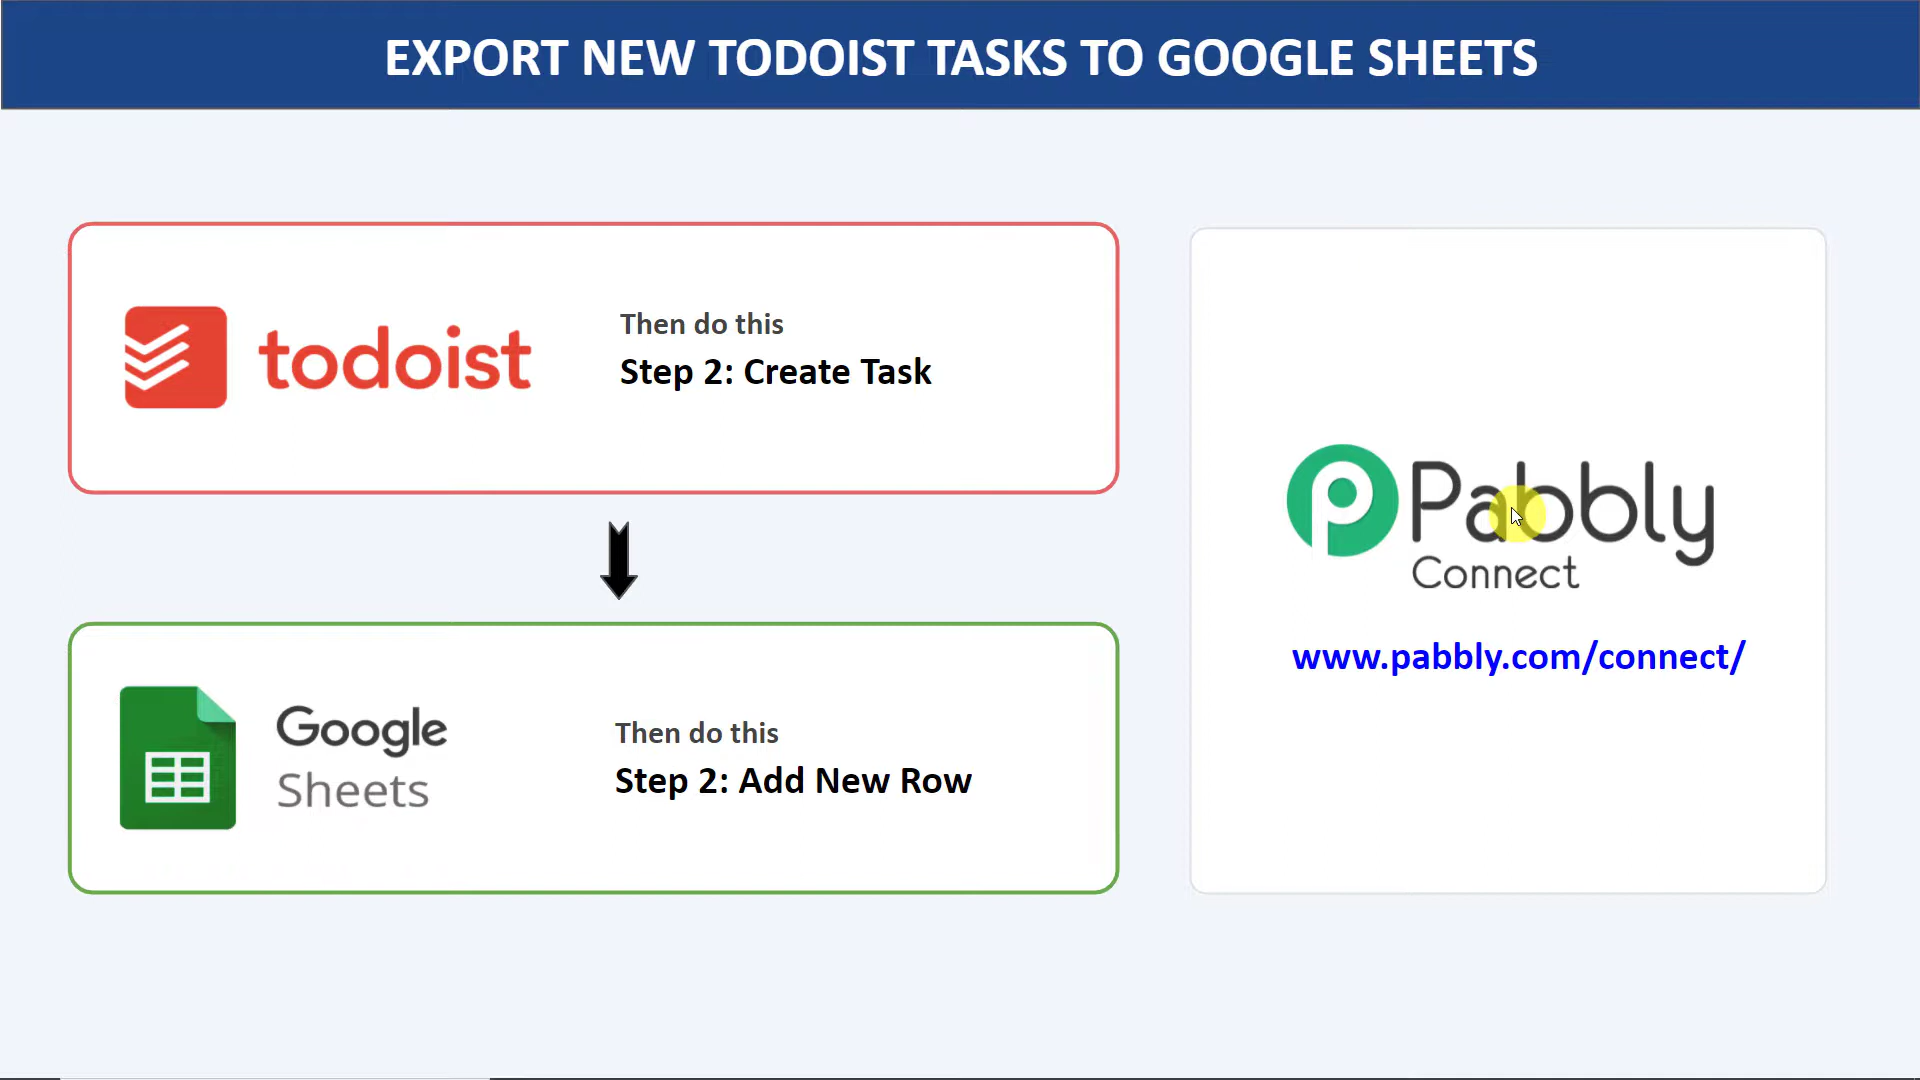 EXPORT NEW TODOIST TASKS TO GOOGLE SHEETS
todoist
Then do this
Step 2: Create Task
Google
Sheets
Then do this
Step 2: Add New Row
Pabbly
Connect
www.pabbly.com/connect/